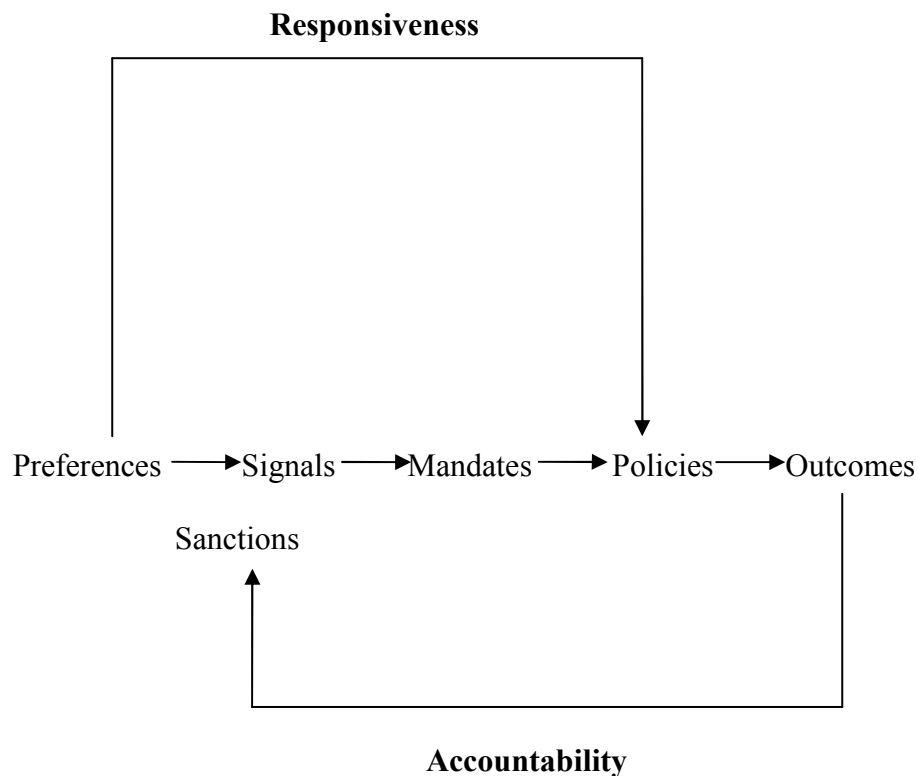 Responsiveness
Preferences Signals Mandates Policies Outcomes
Sanctions
Accountability